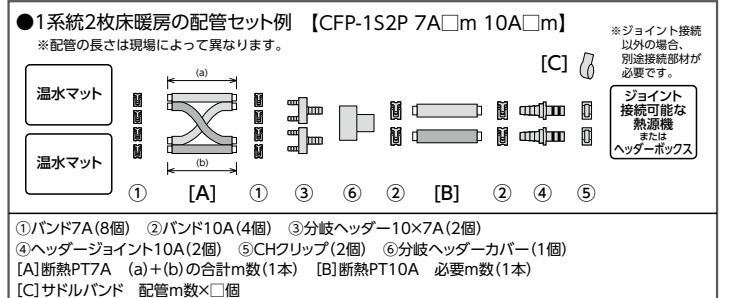 ●1系統2枚床暖房の配管セット例 【CFP-1S2P 7A□m 10A□m】
※配管の長さは現場によって異なります。
※ジョイント接続
以外の場合、
別途接続部材が
必要です。
[C]
温水マット
温水マット
(a)
(b)
ジョイント
接続可能な
熱源機
または
ヘッダーボックス
① [A] ① ③ ⑥ ② [B] ② ④ ⑤
①バンド7A(8個) ②バンド10A(4個) ③分岐ヘッダー10×7A(2個)
④ヘッダージョイント10A(2個) ⑤CHクリップ(2個) ⑥分岐ヘッダーカバー(1個)
[A]断熱PT7A (a)+(b)の合計m数(1本) [B]断熱PT10A 必要m数(1本)
[C]サドルバンド 配管m数×□個